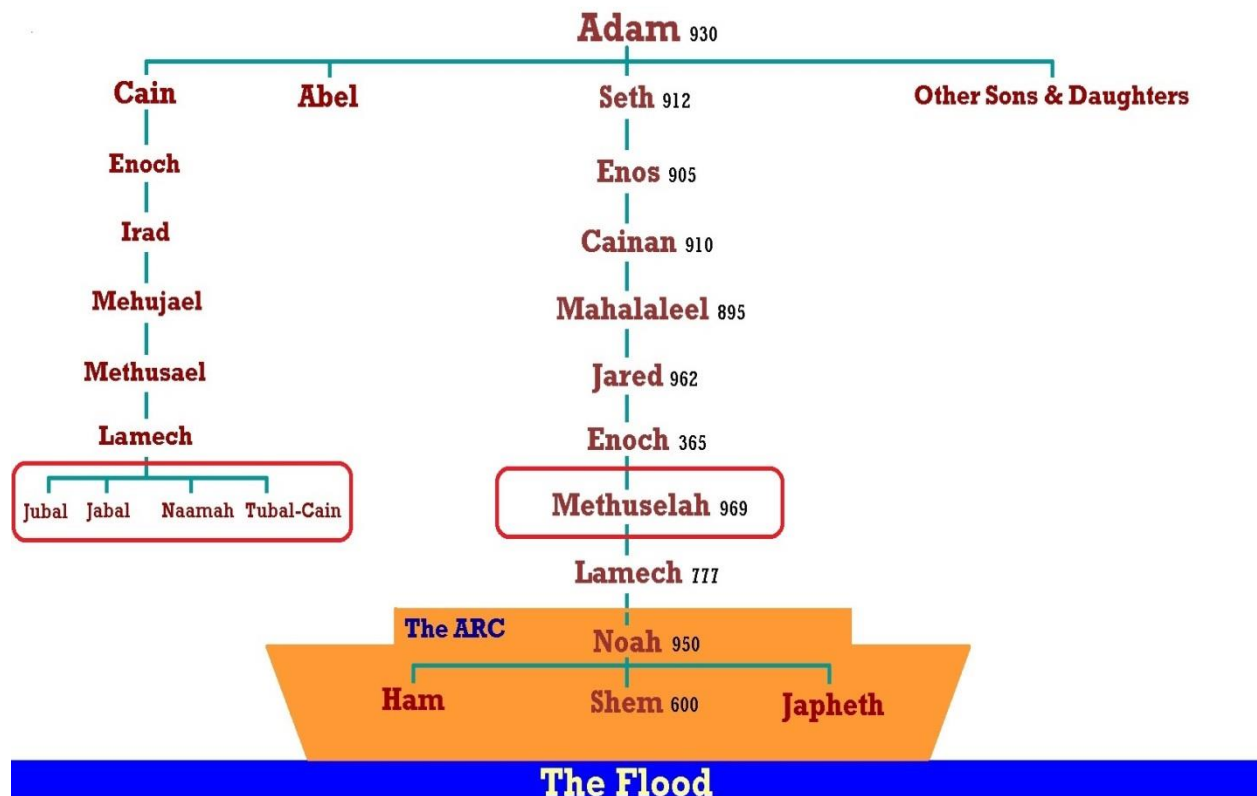 Adam 930
Cain Abel Seth 912 Other Sons & Daughters
Enoch Enos 905
Irad Cainan 910
Mehujael Mahalaleel 895
Methusael Jared 962
Lamech Enoch 365
Jubal Jabal Naamah Tubal-Cain Methuselah 969
Lamech 777
The ARC Noah 950
Ham Shem 600 Japheth
The Flood